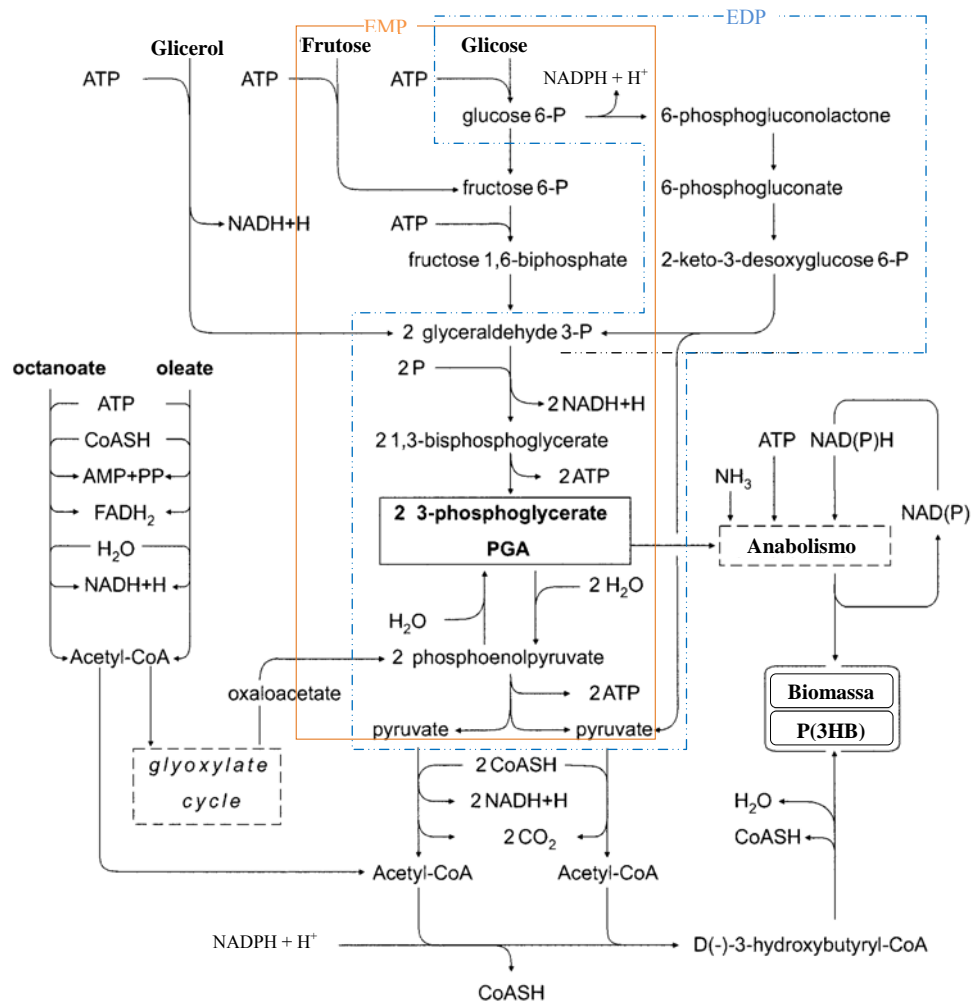 EDP
EMP
Glicerol
Frutose
Glicose
ATP
ATP
ATP
NADPH + H⁺
glucose 6-P
6-phosphogluconolactone
fructose 6-P
6-phosphogluconate
NADH+H
ATP
fructose 1,6-biphosphate
2-keto-3-desoxyglucose 6-P
2 glyceraldehyde 3-P
octanoate
oleate
2 P
ATP
2 NADH+H
CoASH
2 1,3-bisphosphoglycerate
ATP
NAD(P)H
AMP+PP
2 ATP
NH₃
FADH₂
2 3-phosphoglycerate
PGA
NAD(P)
H₂O
Anabolismo
NADH+H
2 H₂O
H₂O
Acetyl-CoA
2 phosphoenolpyruvate
oxaloacetate
2 ATP
Biomassa
P(3HB)
pyruvate
pyruvate
glyoxylate
cycle
2 CoASH
2 NADH+H
H₂O
2 CO₂
CoASH
Acetyl-CoA
Acetyl-CoA
NADPH + H⁺
D(-)-3-hydroxybutyryl-CoA
CoASH